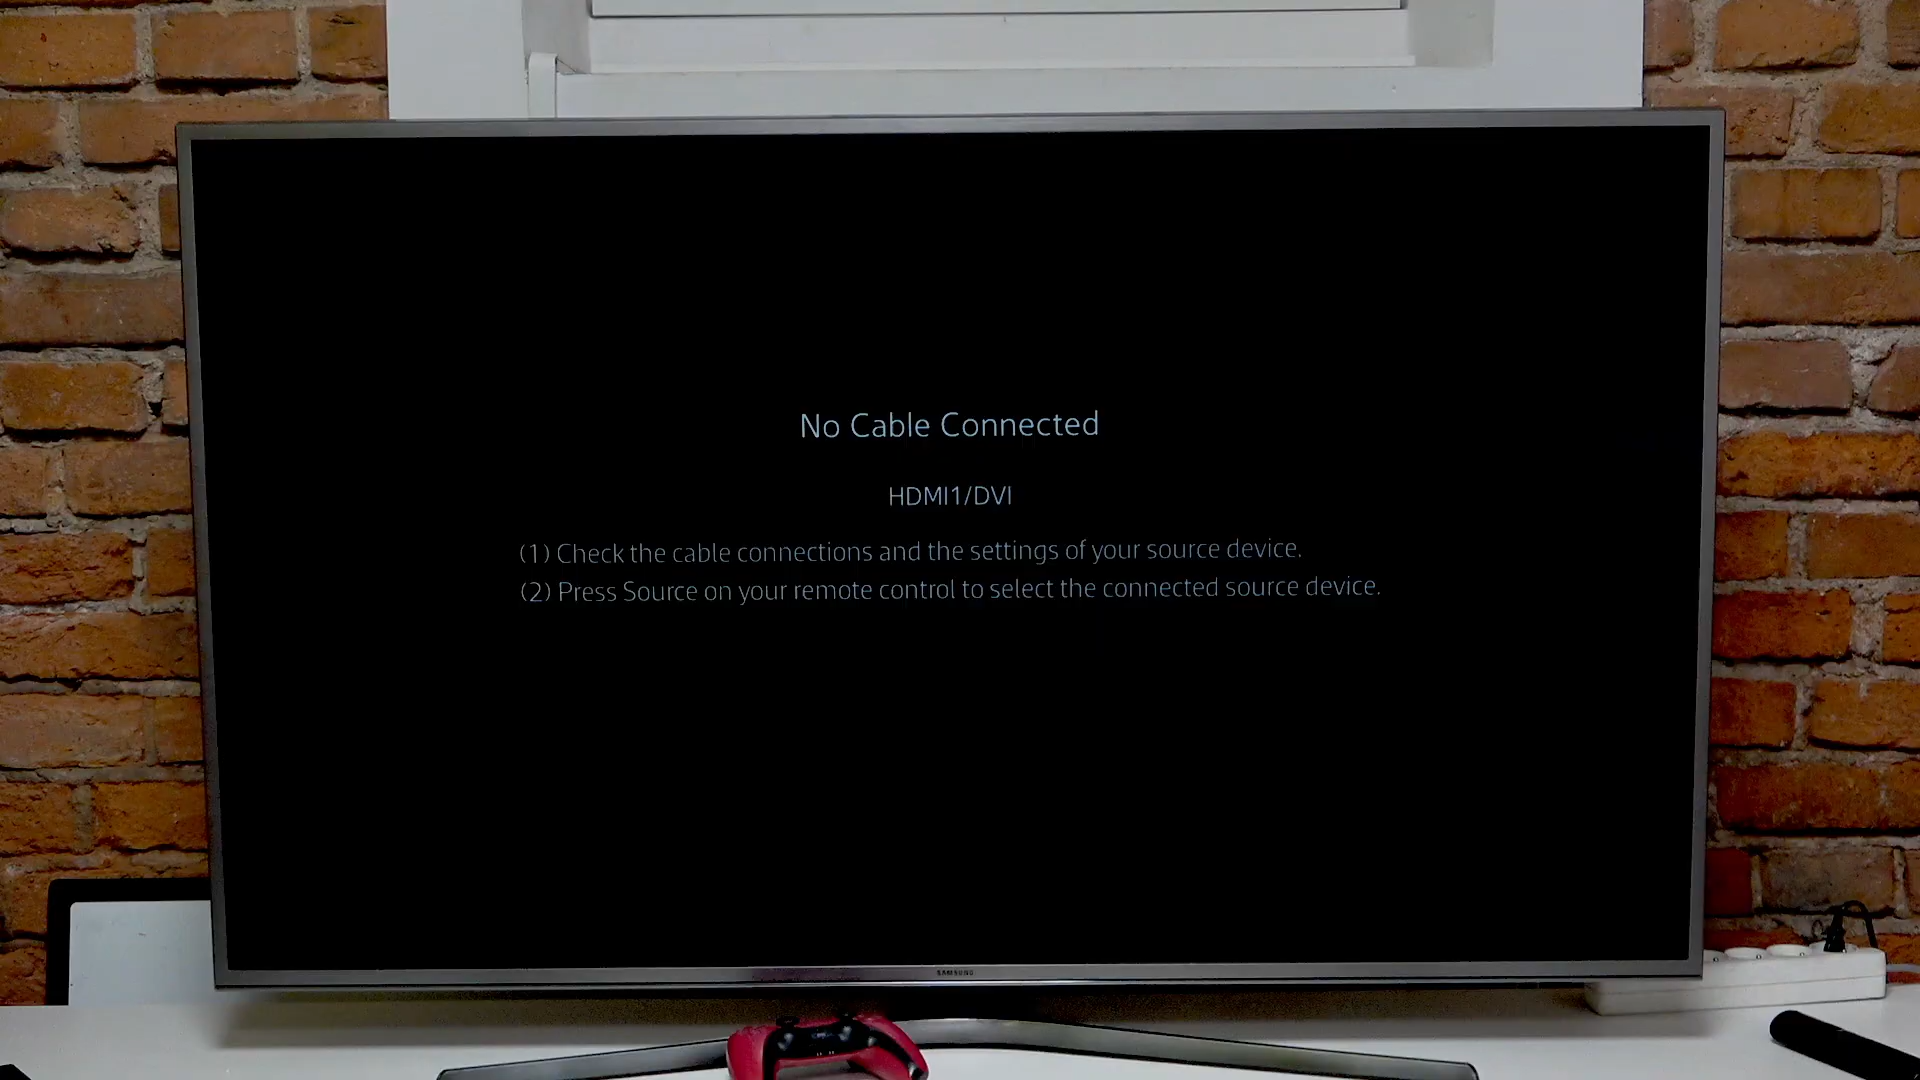 No Cable Connected
HDMI1/DVI
(1) Check the cable connections and the settings of your source device.
(2) Press Source on your remote control to select the connected source device.
SAMSUNG